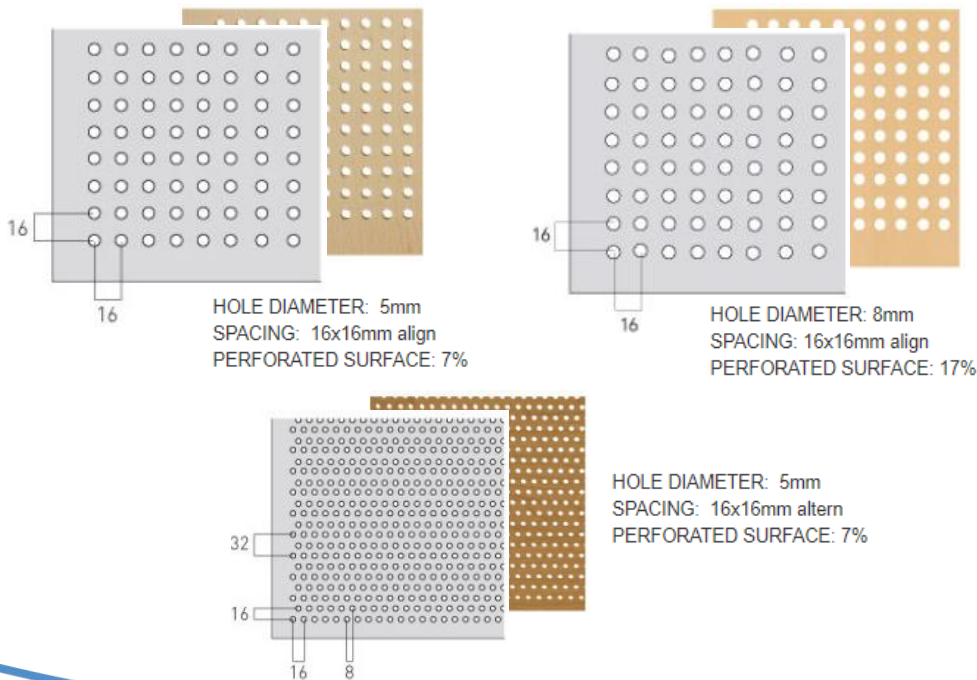 16
16
HOLE DIAMETER: 5mm
SPACING: 16x16mm align
PERFORATED SURFACE: 7%
16
16
HOLE DIAMETER: 8mm
SPACING: 16x16mm align
PERFORATED SURFACE: 17%
32
16
16
8
HOLE DIAMETER: 5mm
SPACING: 16x16mm altern
PERFORATED SURFACE: 7%